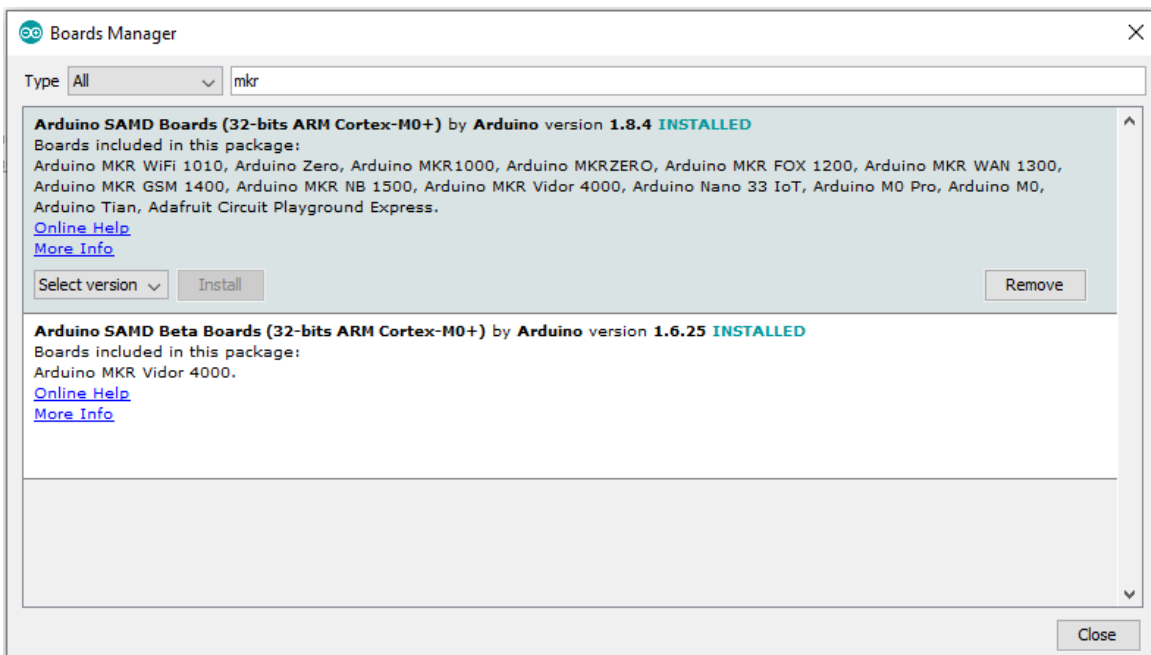 Boards Manager
Type All mkr
Arduino SAMD Boards (32-bits ARM Cortex-M0+) by Arduino version 1.8.4 INSTALLED
Boards included in this package:
Arduino MKR WiFi 1010, Arduino Zero, Arduino MKR1000, Arduino MKRZERO, Arduino MKR FOX 1200, Arduino MKR WAN 1300,
Arduino MKR GSM 1400, Arduino MKR NB 1500, Arduino MKR Vidor 4000, Arduino Nano 33 IoT, Arduino M0 Pro, Arduino M0,
Arduino Tian, Adafruit Circuit Playground Express.
Online Help
More Info
Select version Install Remove
Arduino SAMD Beta Boards (32-bits ARM Cortex-M0+) by Arduino version 1.6.25 INSTALLED
Boards included in this package:
Arduino MKR Vidor 4000.
Online Help
More Info
Close